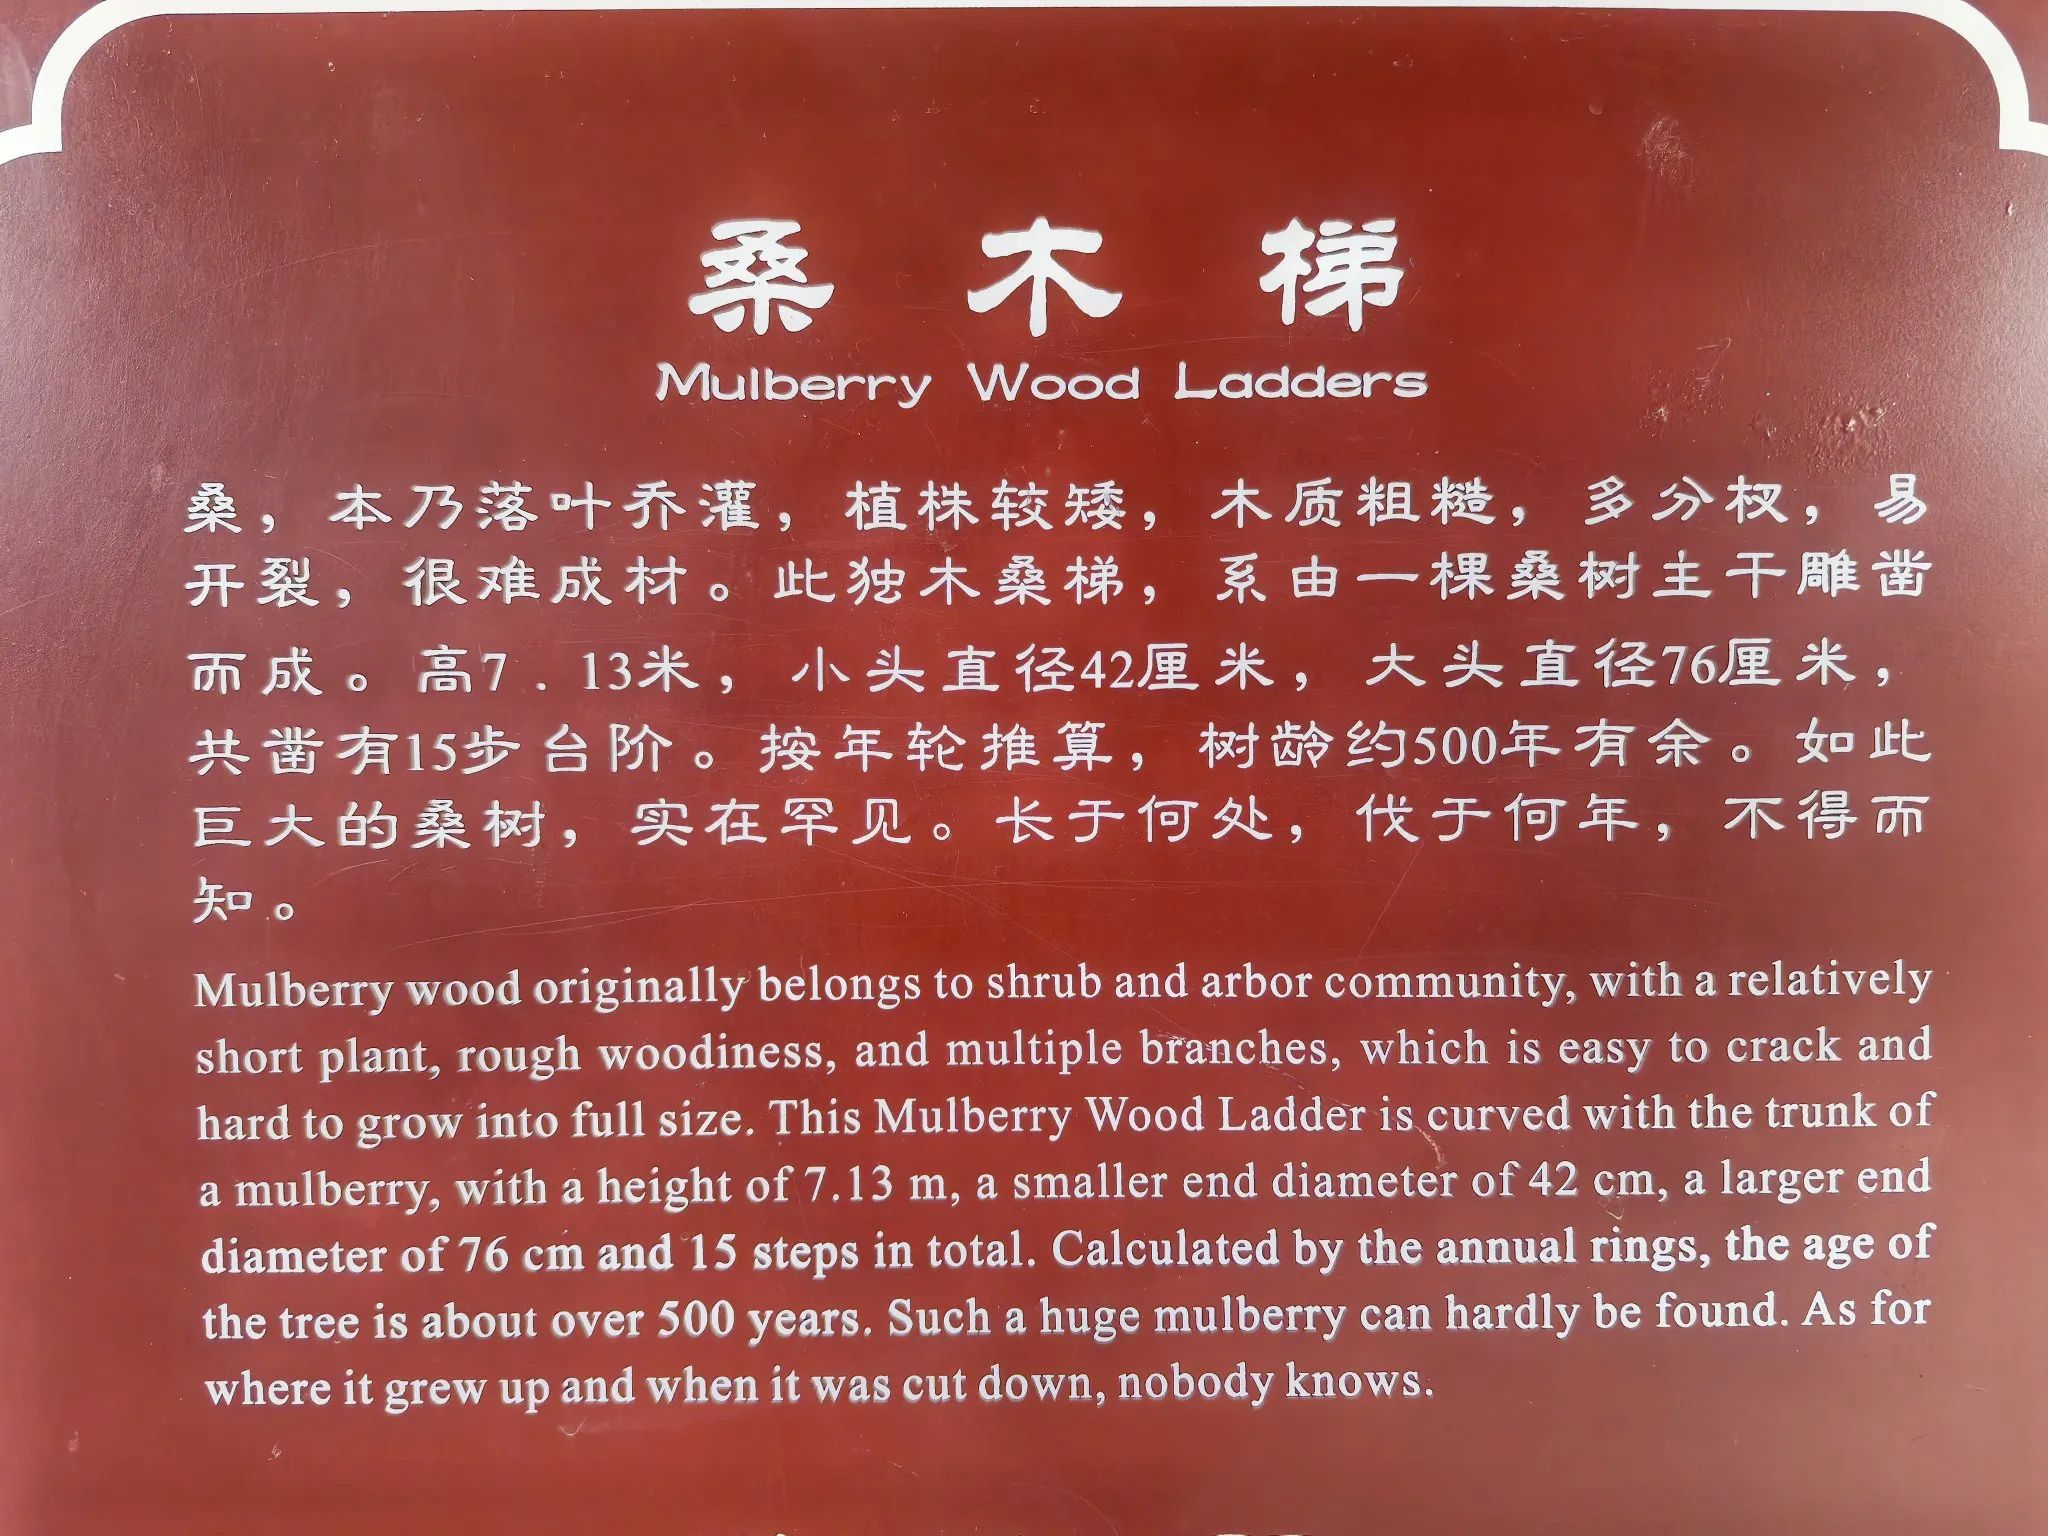 桑木梯
Mulberry Wood Ladders
桑，本乃落叶乔灌，植株较矮，木质粗糙，多分杈，易
开裂，很难成材。此独木桑梯，系由一棵桑树主干雕凿
而成。高7．13米，小头直径42厘米，大头直径76厘米，
共凿有15步台阶。按年轮推算，树龄约500年有余。如此
巨大的桑树，实在罕见。长于何处，伐于何年，不得而
知。
Mulberry wood originally belongs to shrub and arbor community, with a relatively
short plant, rough woodiness, and multiple branches, which is easy to crack and
hard to grow into full size. This Mulberry Wood Ladder is curved with the trunk of
a mulberry, with a height of 7.13 m, a smaller end diameter of 42 cm, a larger end
diameter of 76 cm and 15 steps in total. Calculated by the annual rings, the age of
the tree is about over 500 years. Such a huge mulberry can hardly be found. As for
where it grew up and when it was cut down, nobody knows.